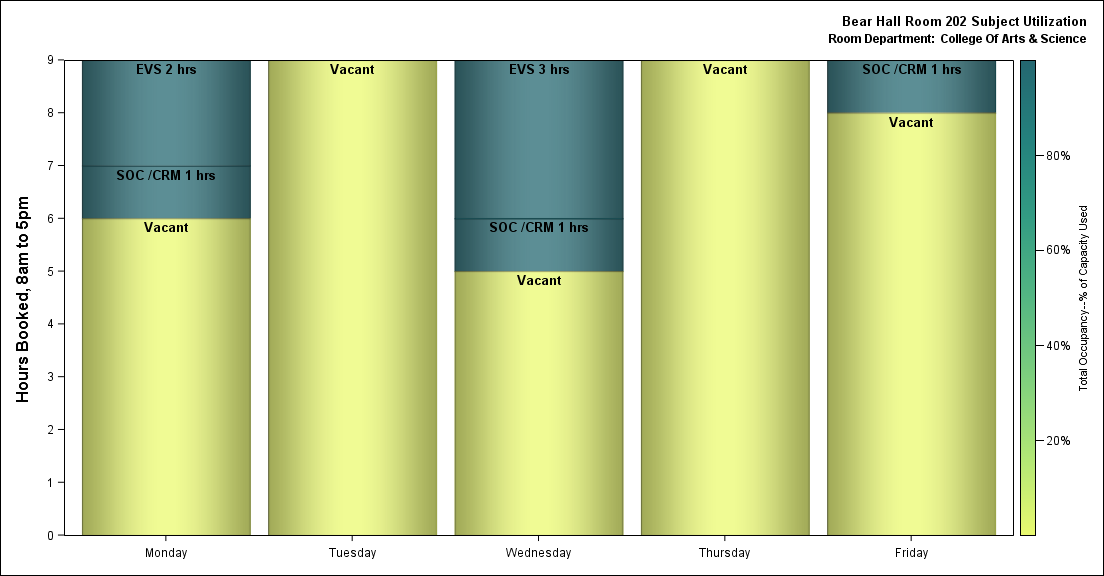 Bear Hall Room 202 Subject Utilization
Room Department: College Of Arts & Science
Hours Booked, 8am to 5pm
9
8
7
6
5
4
3
2
1
0
EVS 2 hrs
SOC /CRM 1 hrs
Vacant
Vacant
EVS 3 hrs
SOC /CRM 1 hrs
Vacant
Vacant
SOC /CRM 1 hrs
Vacant
Monday
Tuesday
Wednesday
Thursday
Friday
80%
60%
40%
20%
Total Occupancy--% of Capacity Used